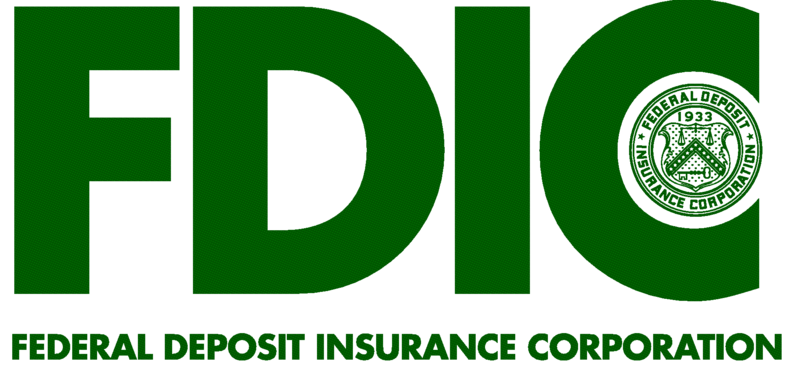 FDIC
FEDERAL DEPOSIT
1933
INSURANCE CORPORATION
FEDERAL DEPOSIT INSURANCE CORPORATION